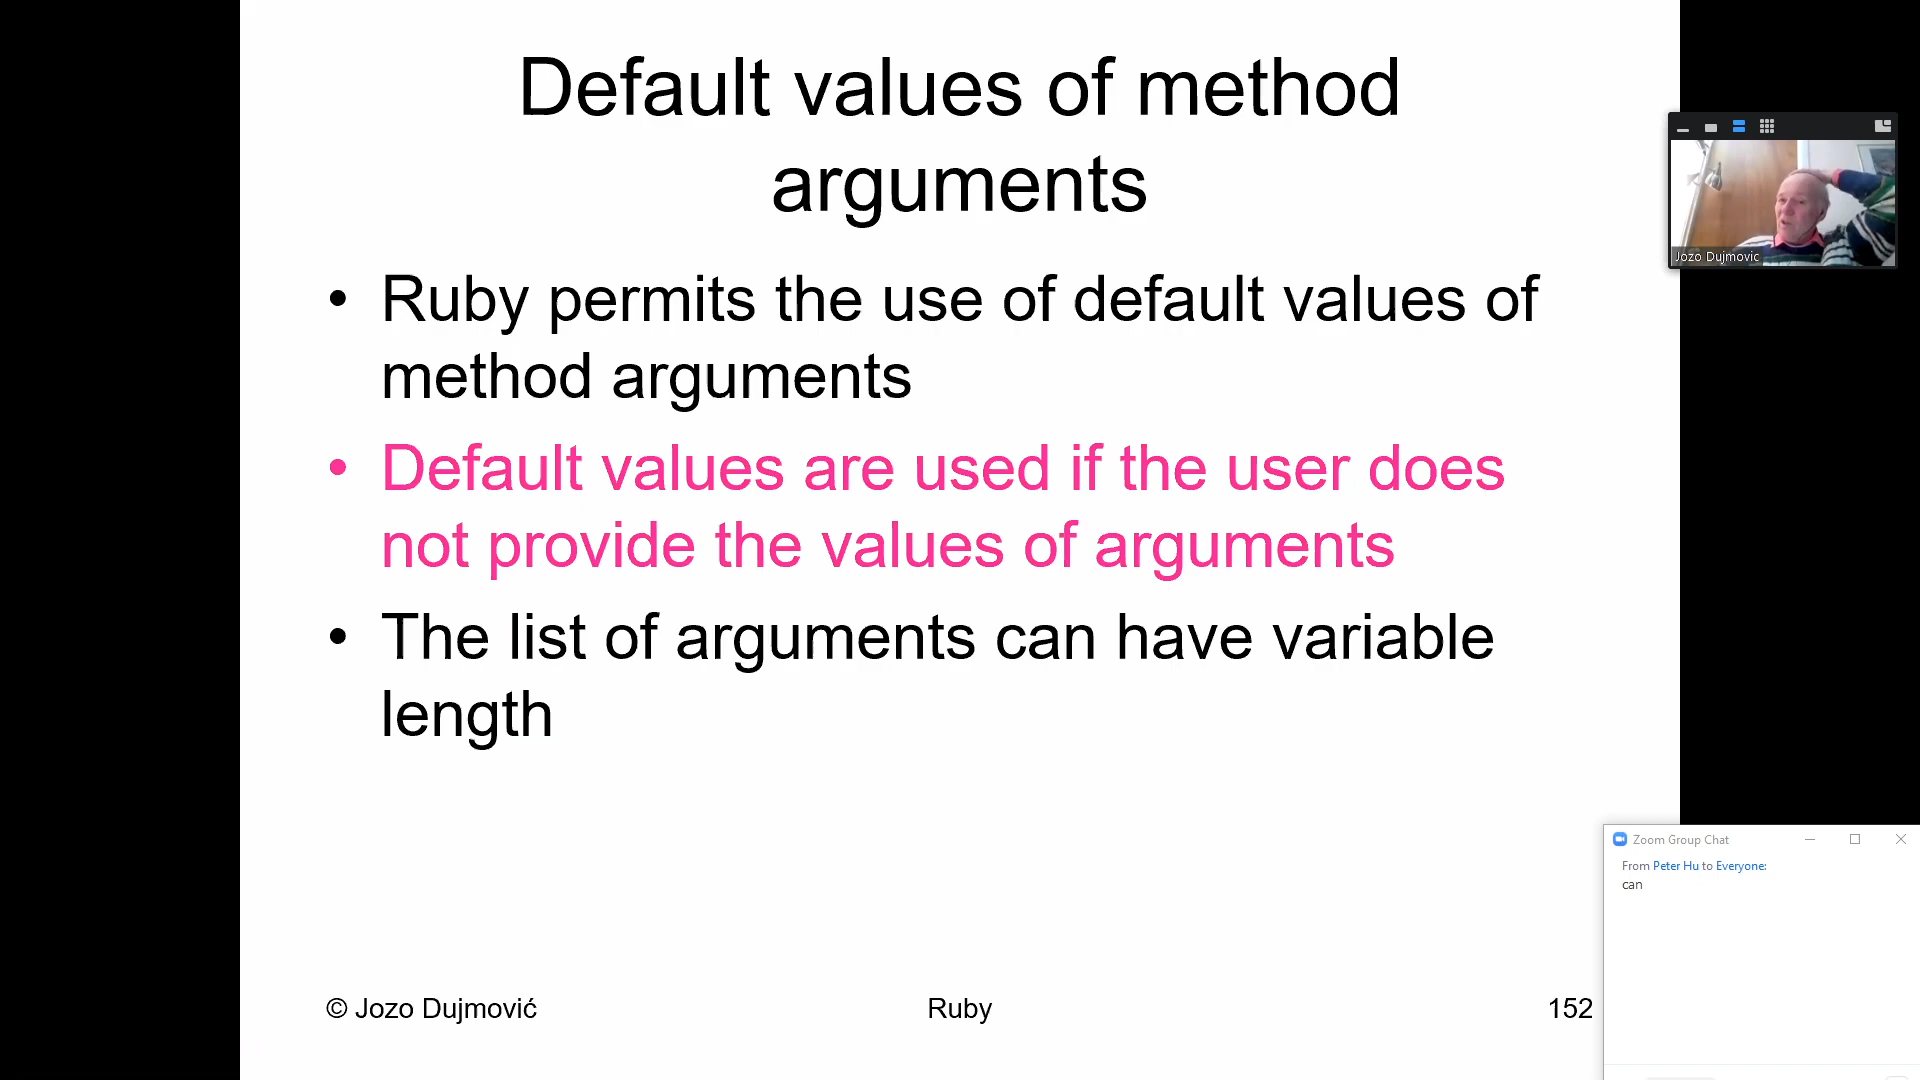 Default values of method
arguments
• Ruby permits the use of default values of
method arguments
• Default values are used if the user does
not provide the values of arguments
• The list of arguments can have variable
length
© Jozo Dujmović
Ruby
152
Jozo Dujmovic
Zoom Group Chat
From Peter Hu to Everyone:
can